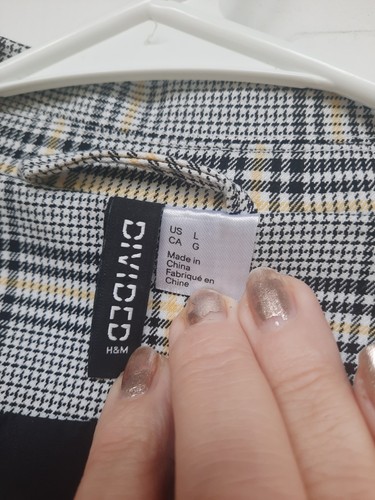 DIVIDED
H&M
US L
CA G
Made in
China
Fabriqué en
Chine